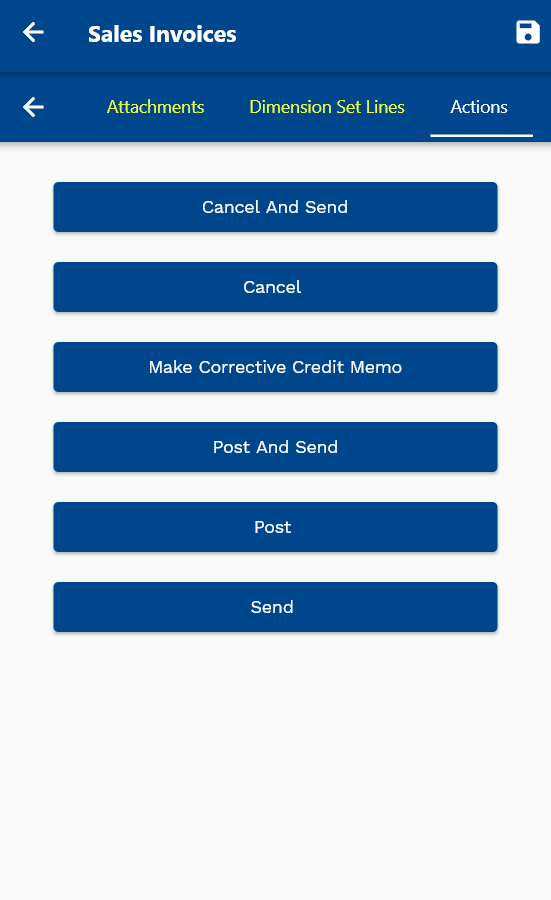 Sales Invoices
Attachments Dimension Set Lines Actions
Cancel And Send
Cancel
Make Corrective Credit Memo
Post And Send
Post
Send